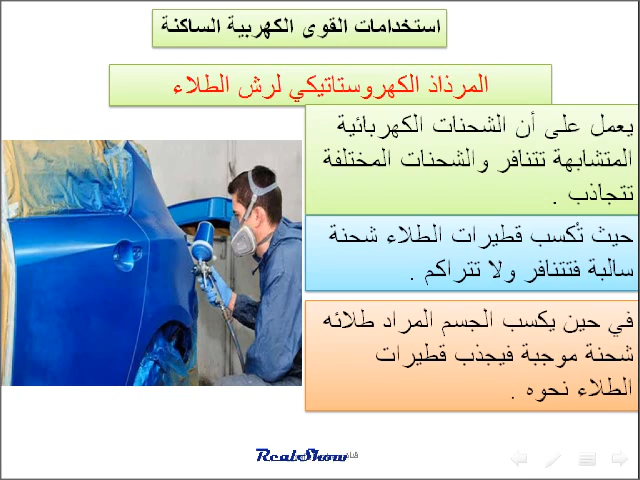 استخدامات القوى الكهربية الساكنة
المرذاذ الكهروستاتيكي لرش الطلاء
يعمل على أن الشحنات الكهربائية
المتشابهة تتنافر والشحنات المختلفة
تتجاذب .
حيث تُكسب قطيرات الطلاء شحنة
سالبة فتتنافر ولا تتراكم .
في حين يكسب الجسم المراد طلائه
شحنة موجبة فيجذب قطيرات
الطلاء نحوه .
RealShow